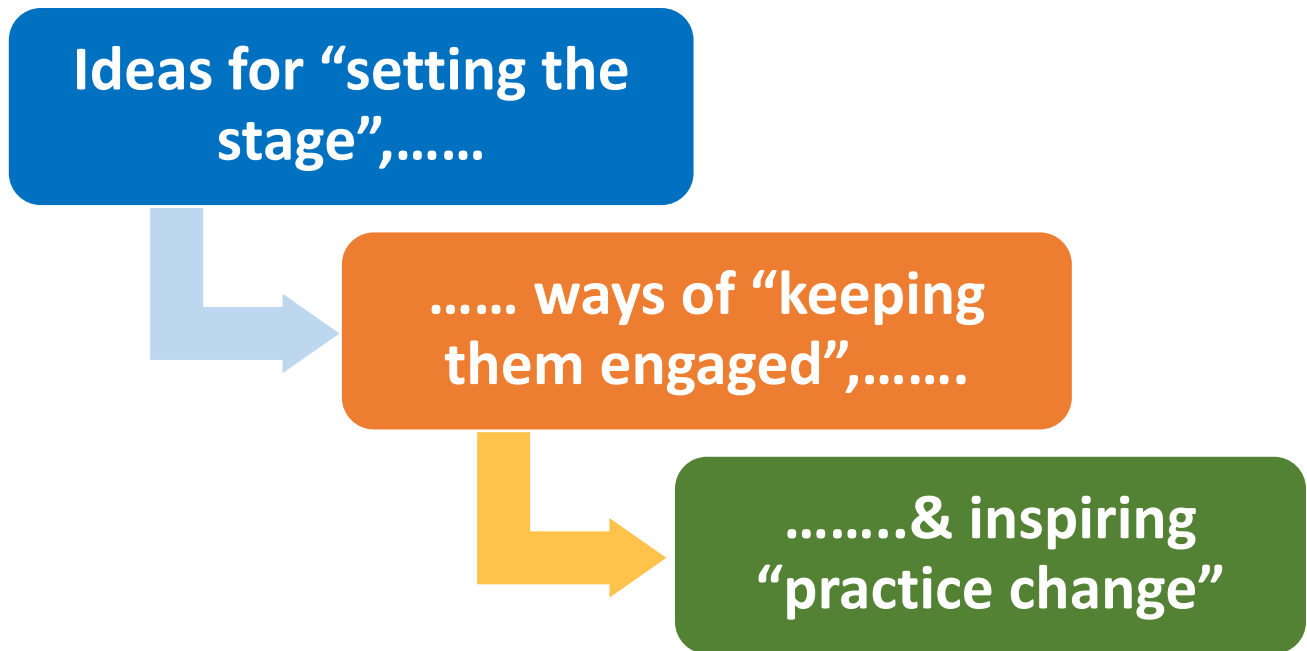 Ideas for “setting the
stage”,……
…… ways of “keeping
them engaged”,…….
……..& inspiring
“practice change”